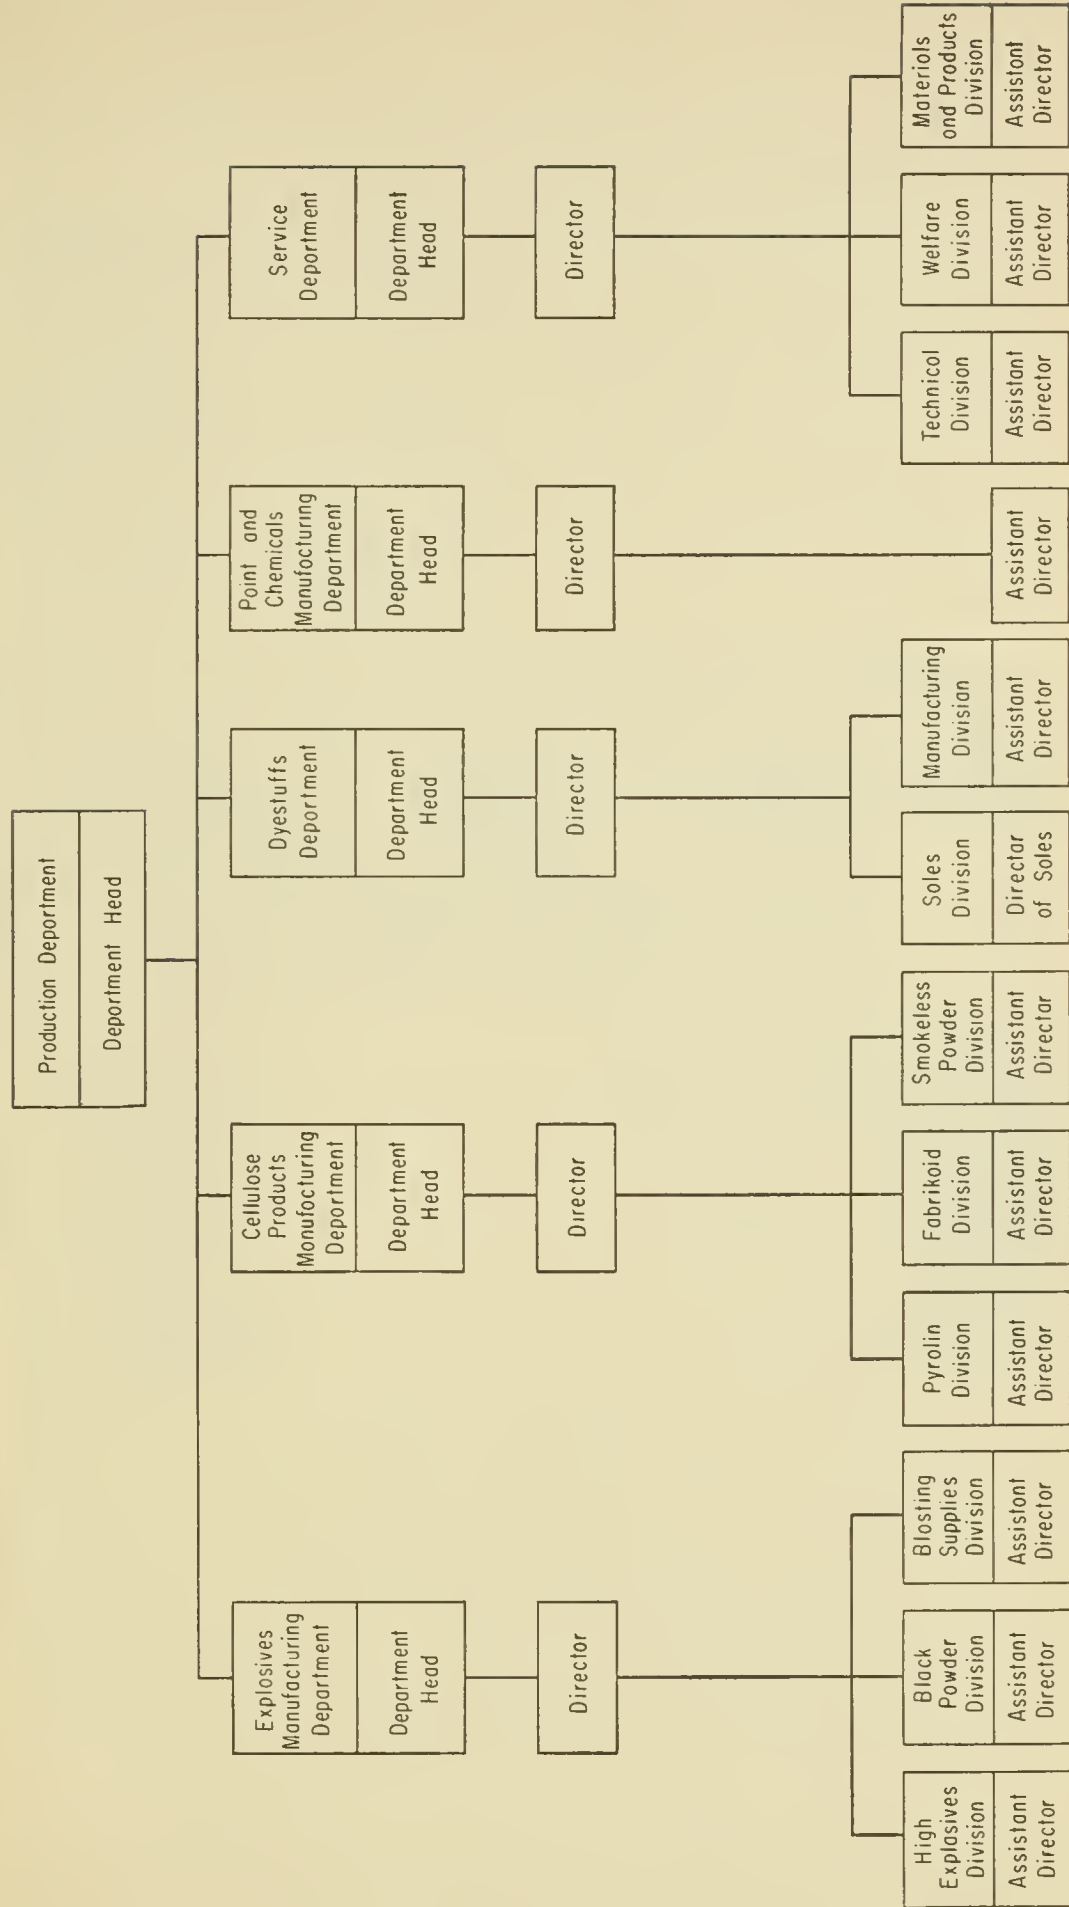 Production Department
Department Head
Explosives
Manufacturing
Department
Department
Head
Director
High
Explosives
Division
Assistant
Director
Black
Powder
Division
Assistant
Director
Blasting
Supplies
Division
Assistant
Director
Cellulose
Products
Manufacturing
Department
Department
Head
Director
Pyrolin
Division
Assistant
Director
Fabrikoid
Division
Assistant
Director
Smokeless
Powder
Division
Assistant
Director
Dyestuffs
Department
Department
Head
Director
Sales
Division
Director
of Sales
Manufacturing
Division
Assistant
Director
Paint and
Chemicals
Manufacturing
Department
Department
Head
Director
Assistant
Director
Service
Department
Department
Head
Director
Technical
Division
Assistant
Director
Welfare
Division
Assistant
Director
Materials
and Products
Division
Assistant
Director